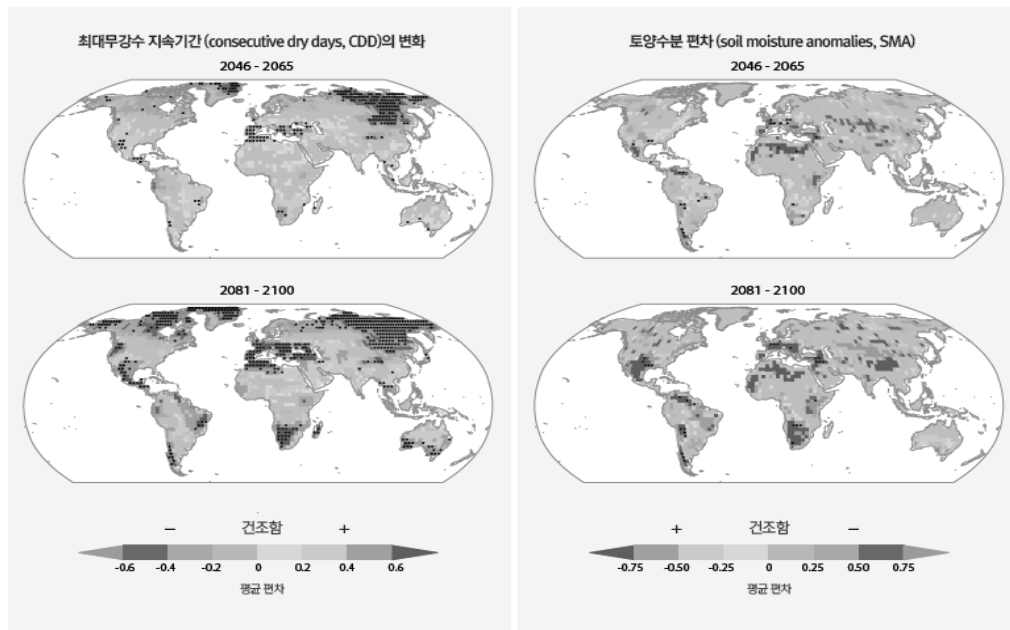 최대무강수 지속기간 (consecutive dry days, CDD)의 변화
2046 - 2065
2081 - 2100
− 건조함 +
-0.6 -0.4 -0.2 0 0.2 0.4 0.6
평균 편차
토양수분 편차 (soil moisture anomalies, SMA)
2046 - 2065
2081 - 2100
+ 건조함 −
-0.75 -0.50 -0.25 0 0.25 0.50 0.75
평균 편차